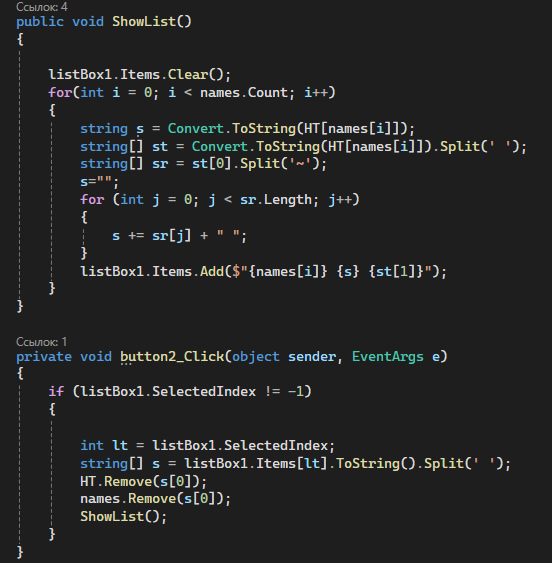 Ссылок: 4
public void ShowList()
{
listBox1.Items.Clear();
for(int i = 0; i < names.Count; i++)
{
string s = Convert.ToString(HT[names[i]]);
string[] st = Convert.ToString(HT[names[i]]).Split(' ');
string[] sr = st[0].Split('~');
s="";
for (int j = 0; j < sr.Length; j++)
{
s += sr[j] + " ";
}
listBox1.Items.Add($"{names[i]} {s} {st[1]}");
}
}
Ссылок: 1
private void button2_Click(object sender, EventArgs e)
{
if (listBox1.SelectedIndex != -1)
{
int lt = listBox1.SelectedIndex;
string[] s = listBox1.Items[lt].ToString().Split(' ');
HT.Remove(s[0]);
names.Remove(s[0]);
ShowList();
}
}